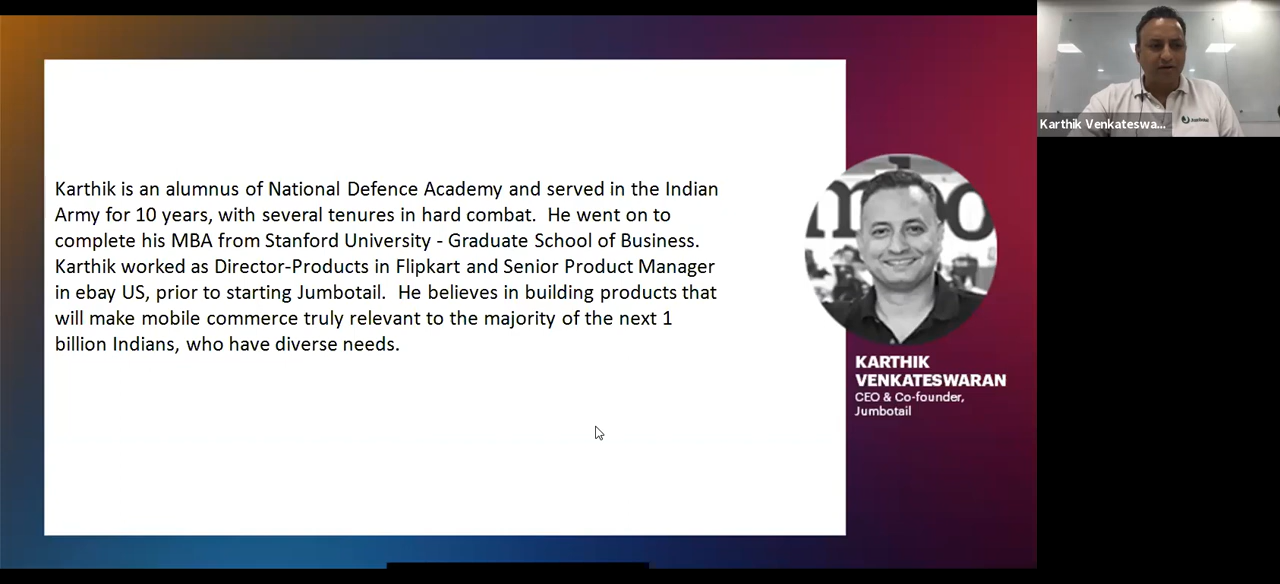 Karthik is an alumnus of National Defence Academy and served in the Indian
Army for 10 years, with several tenures in hard combat.  He went on to
complete his MBA from Stanford University - Graduate School of Business.
Karthik worked as Director-Products in Flipkart and Senior Product Manager
in ebay US, prior to starting Jumbotail.  He believes in building products that
will make mobile commerce truly relevant to the majority of the next 1
billion Indians, who have diverse needs.
KARTHIK
VENKATESWARAN
CEO & Co-founder,
Jumbotail
Karthik Venkateswa...